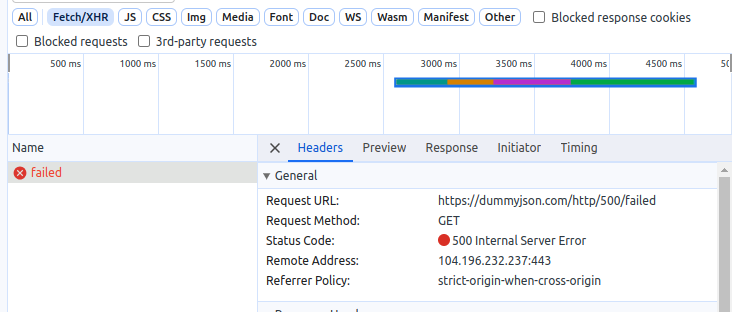 All Fetch/XHR JS CSS Img Media Font Doc WS Wasm Manifest Other Blocked response cookies
Blocked requests 3rd-party requests
500 ms 1000 ms 1500 ms 2000 ms 2500 ms 3000 ms 3500 ms 4000 ms 4500 ms
Name Headers Preview Response Initiator Timing
failed
General
Request URL: https://dummyjson.com/http/500/failed
Request Method: GET
Status Code: 500 Internal Server Error
Remote Address: 104.196.232.237:443
Referrer Policy: strict-origin-when-cross-origin